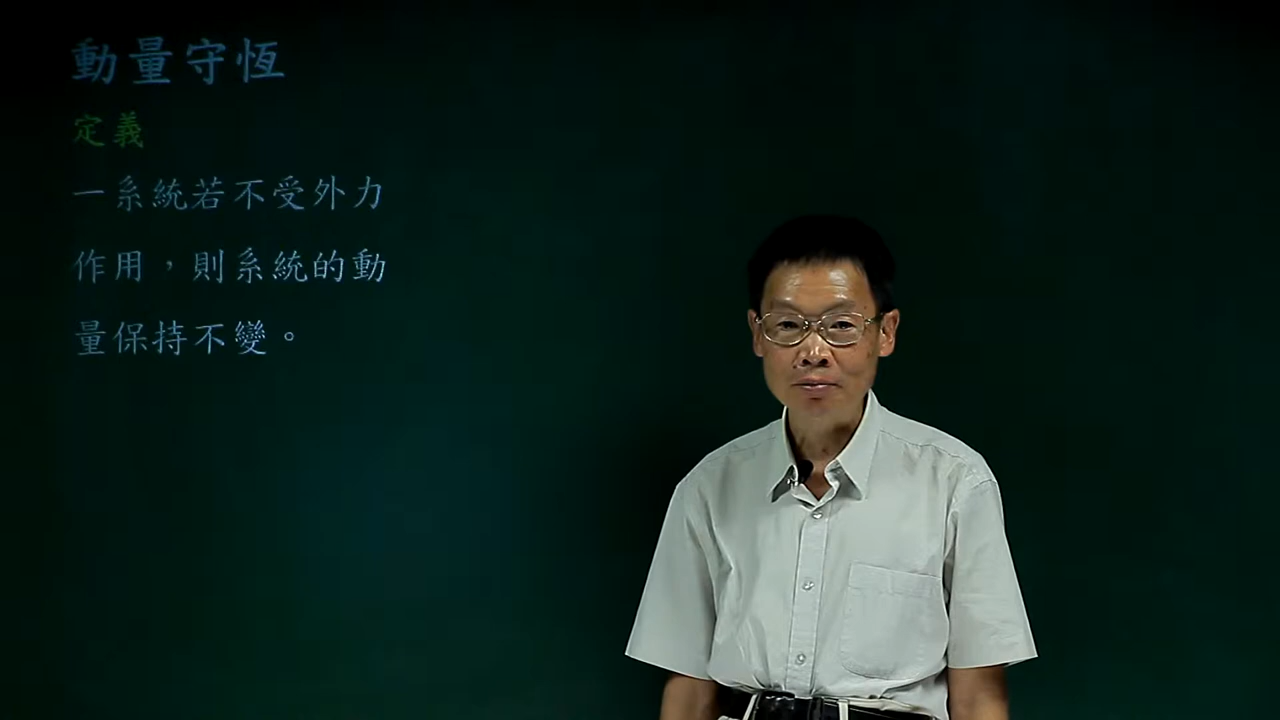 動量守恆
定義
一系統若不受外力
作用，則系統的動
量保持不變。